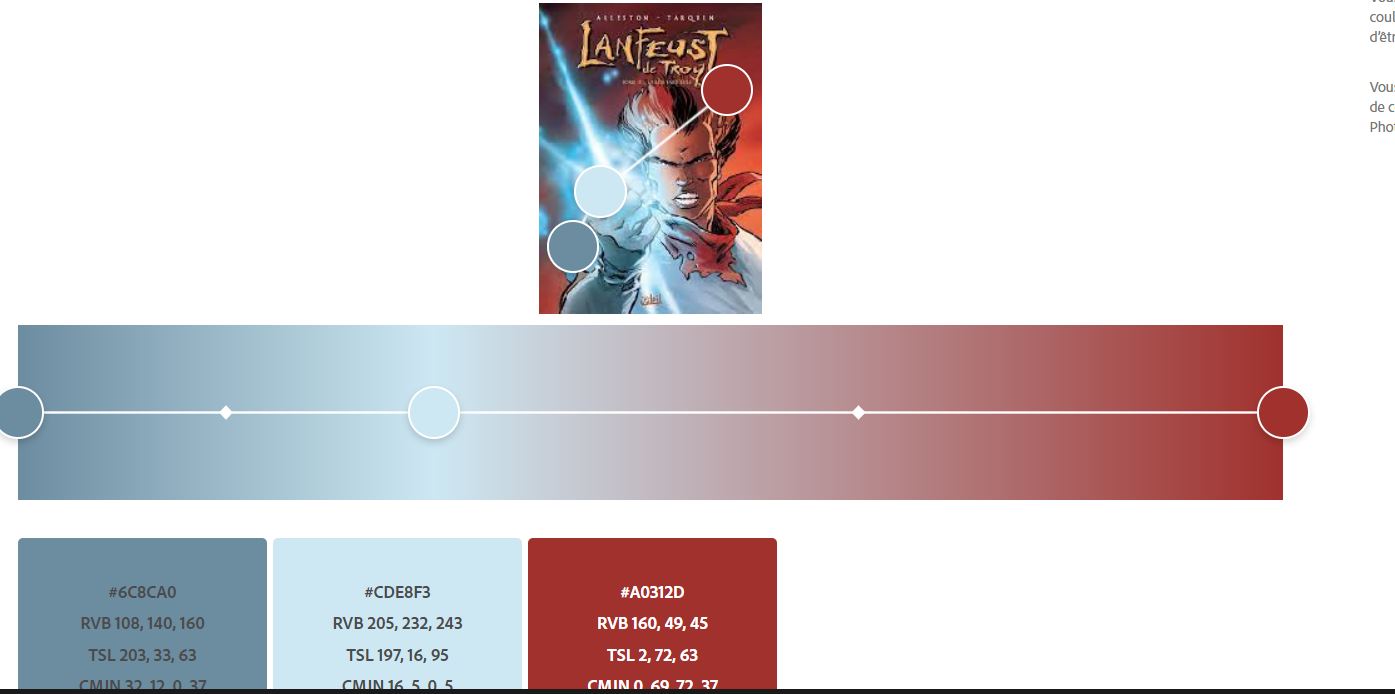 Vous
coul
d'êtr
Vous
de c
Phot
ARLESTON - TARQUIN
LANFEUST
de Troy
#6C8CA0
RVB 108, 140, 160
TSL 203, 33, 63
CMJN 32, 12, 0, 37
#CDE8F3
RVB 205, 232, 243
TSL 197, 16, 95
CMJN 16, 5, 0, 5
#A0312D
RVB 160, 49, 45
TSL 2, 72, 63
CMJN 0, 69, 72, 37